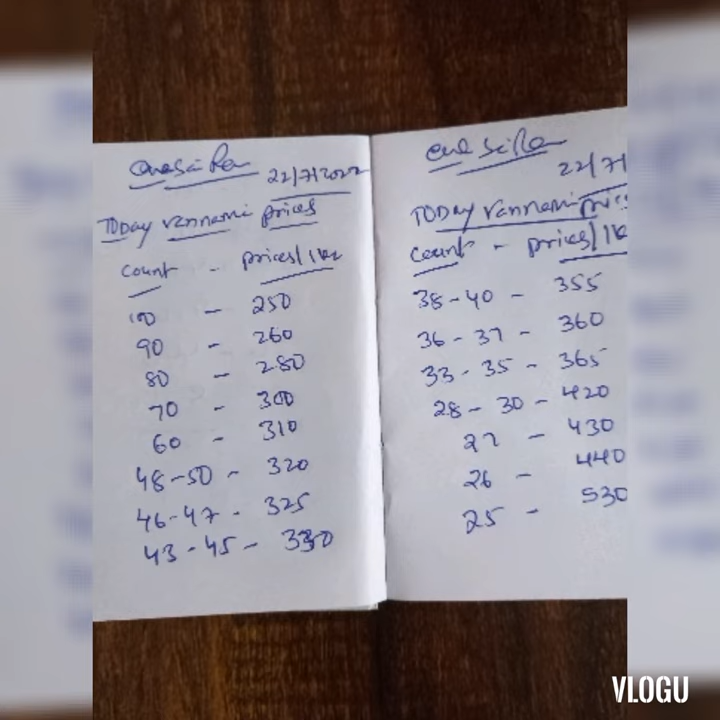 22/7/2022
TODay vannami prices
count - prices/1kg
100 - 250
90 - 260
80 - 280
70 - 300
60 - 310
48-50 - 320
46-47 - 325
43-45 - 330
22/7/
TODay vannami pric
count - prices/1k
38-40 - 355
36-37 - 360
33-35 - 365
28-30 - 420
27 - 430
26 - 440
25 - 530
VLOGU